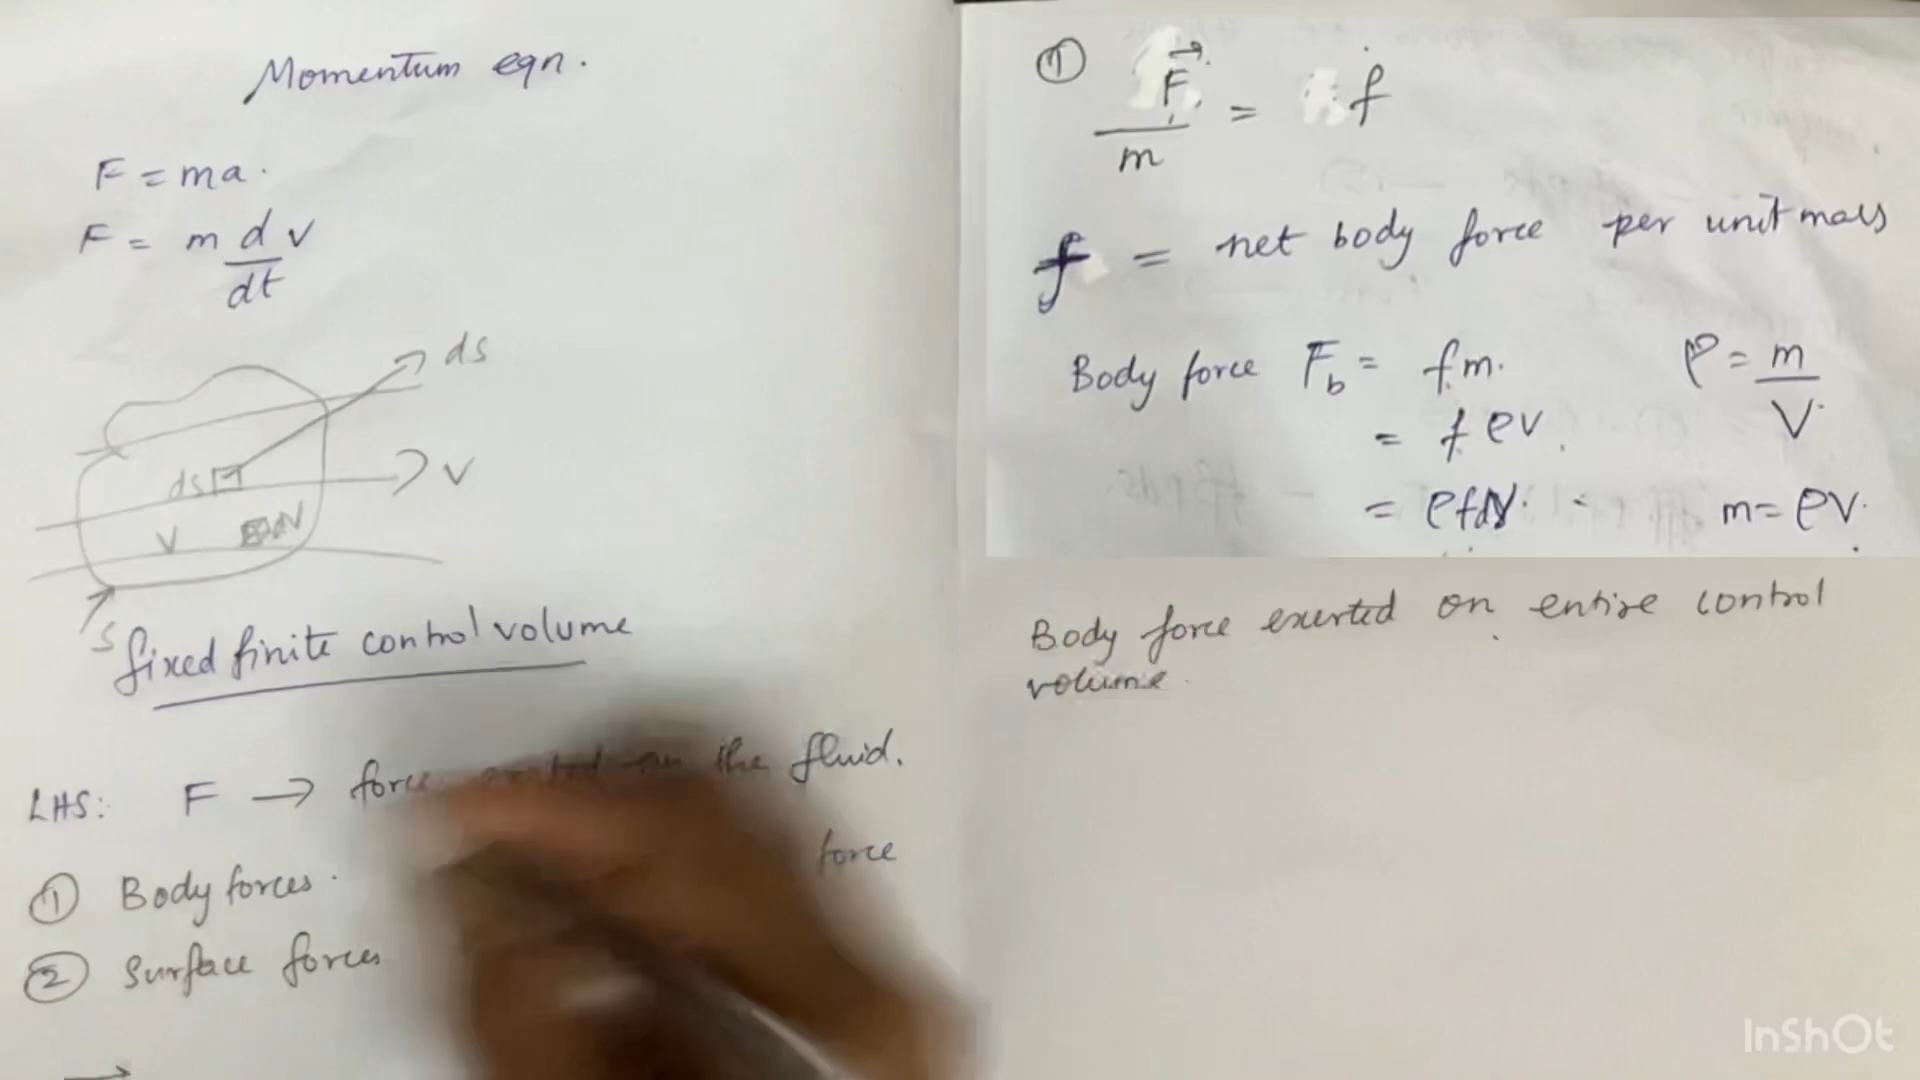 Momentum eqn.
F = ma.
F = m d/dt v
ds
ds
V
V dV
S
fixed finite control volume
LHS: F → force on the fluid.
force
① Body forces.
② Surface forces
① F⃗/m = f
f = net body force per unit mass
Body force F_b = fm. ρ = m/V
= fρv.
= ρfdV. m = ρv.
Body force exerted on entire control
volume.
InShOt